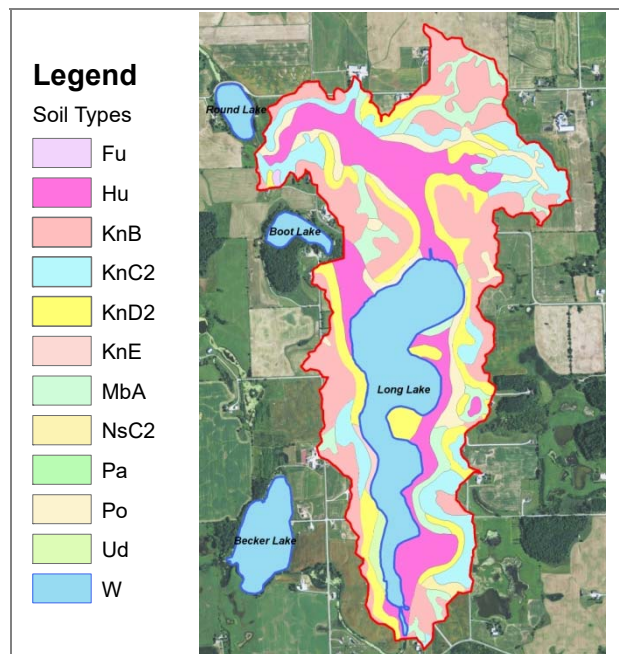 Legend
Soil Types
Fu
Hu
KnB
KnC2
KnD2
KnE
MbA
NsC2
Pa
Po
Ud
W
Round Lake
Boot Lake
Long Lake
Becker Lake